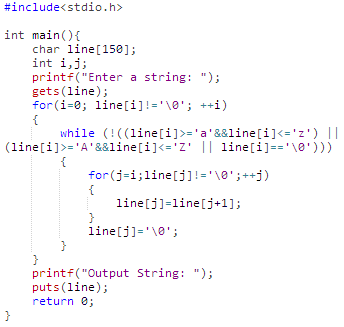 #include<stdio.h>
int main(){
char line[150];
int i,j;
printf("Enter a string: ");
gets(line);
for(i=0; line[i]!='\0'; ++i)
{
while (!((line[i]>='a'&&line[i]<='z') ||
(line[i]>='A'&&line[i]<='Z' || line[i]=='\0')))
{
for(j=i;line[j]!='\0';++j)
{
line[j]=line[j+1];
}
line[j]='\0';
}
}
printf("Output String: ");
puts(line);
return 0;
}